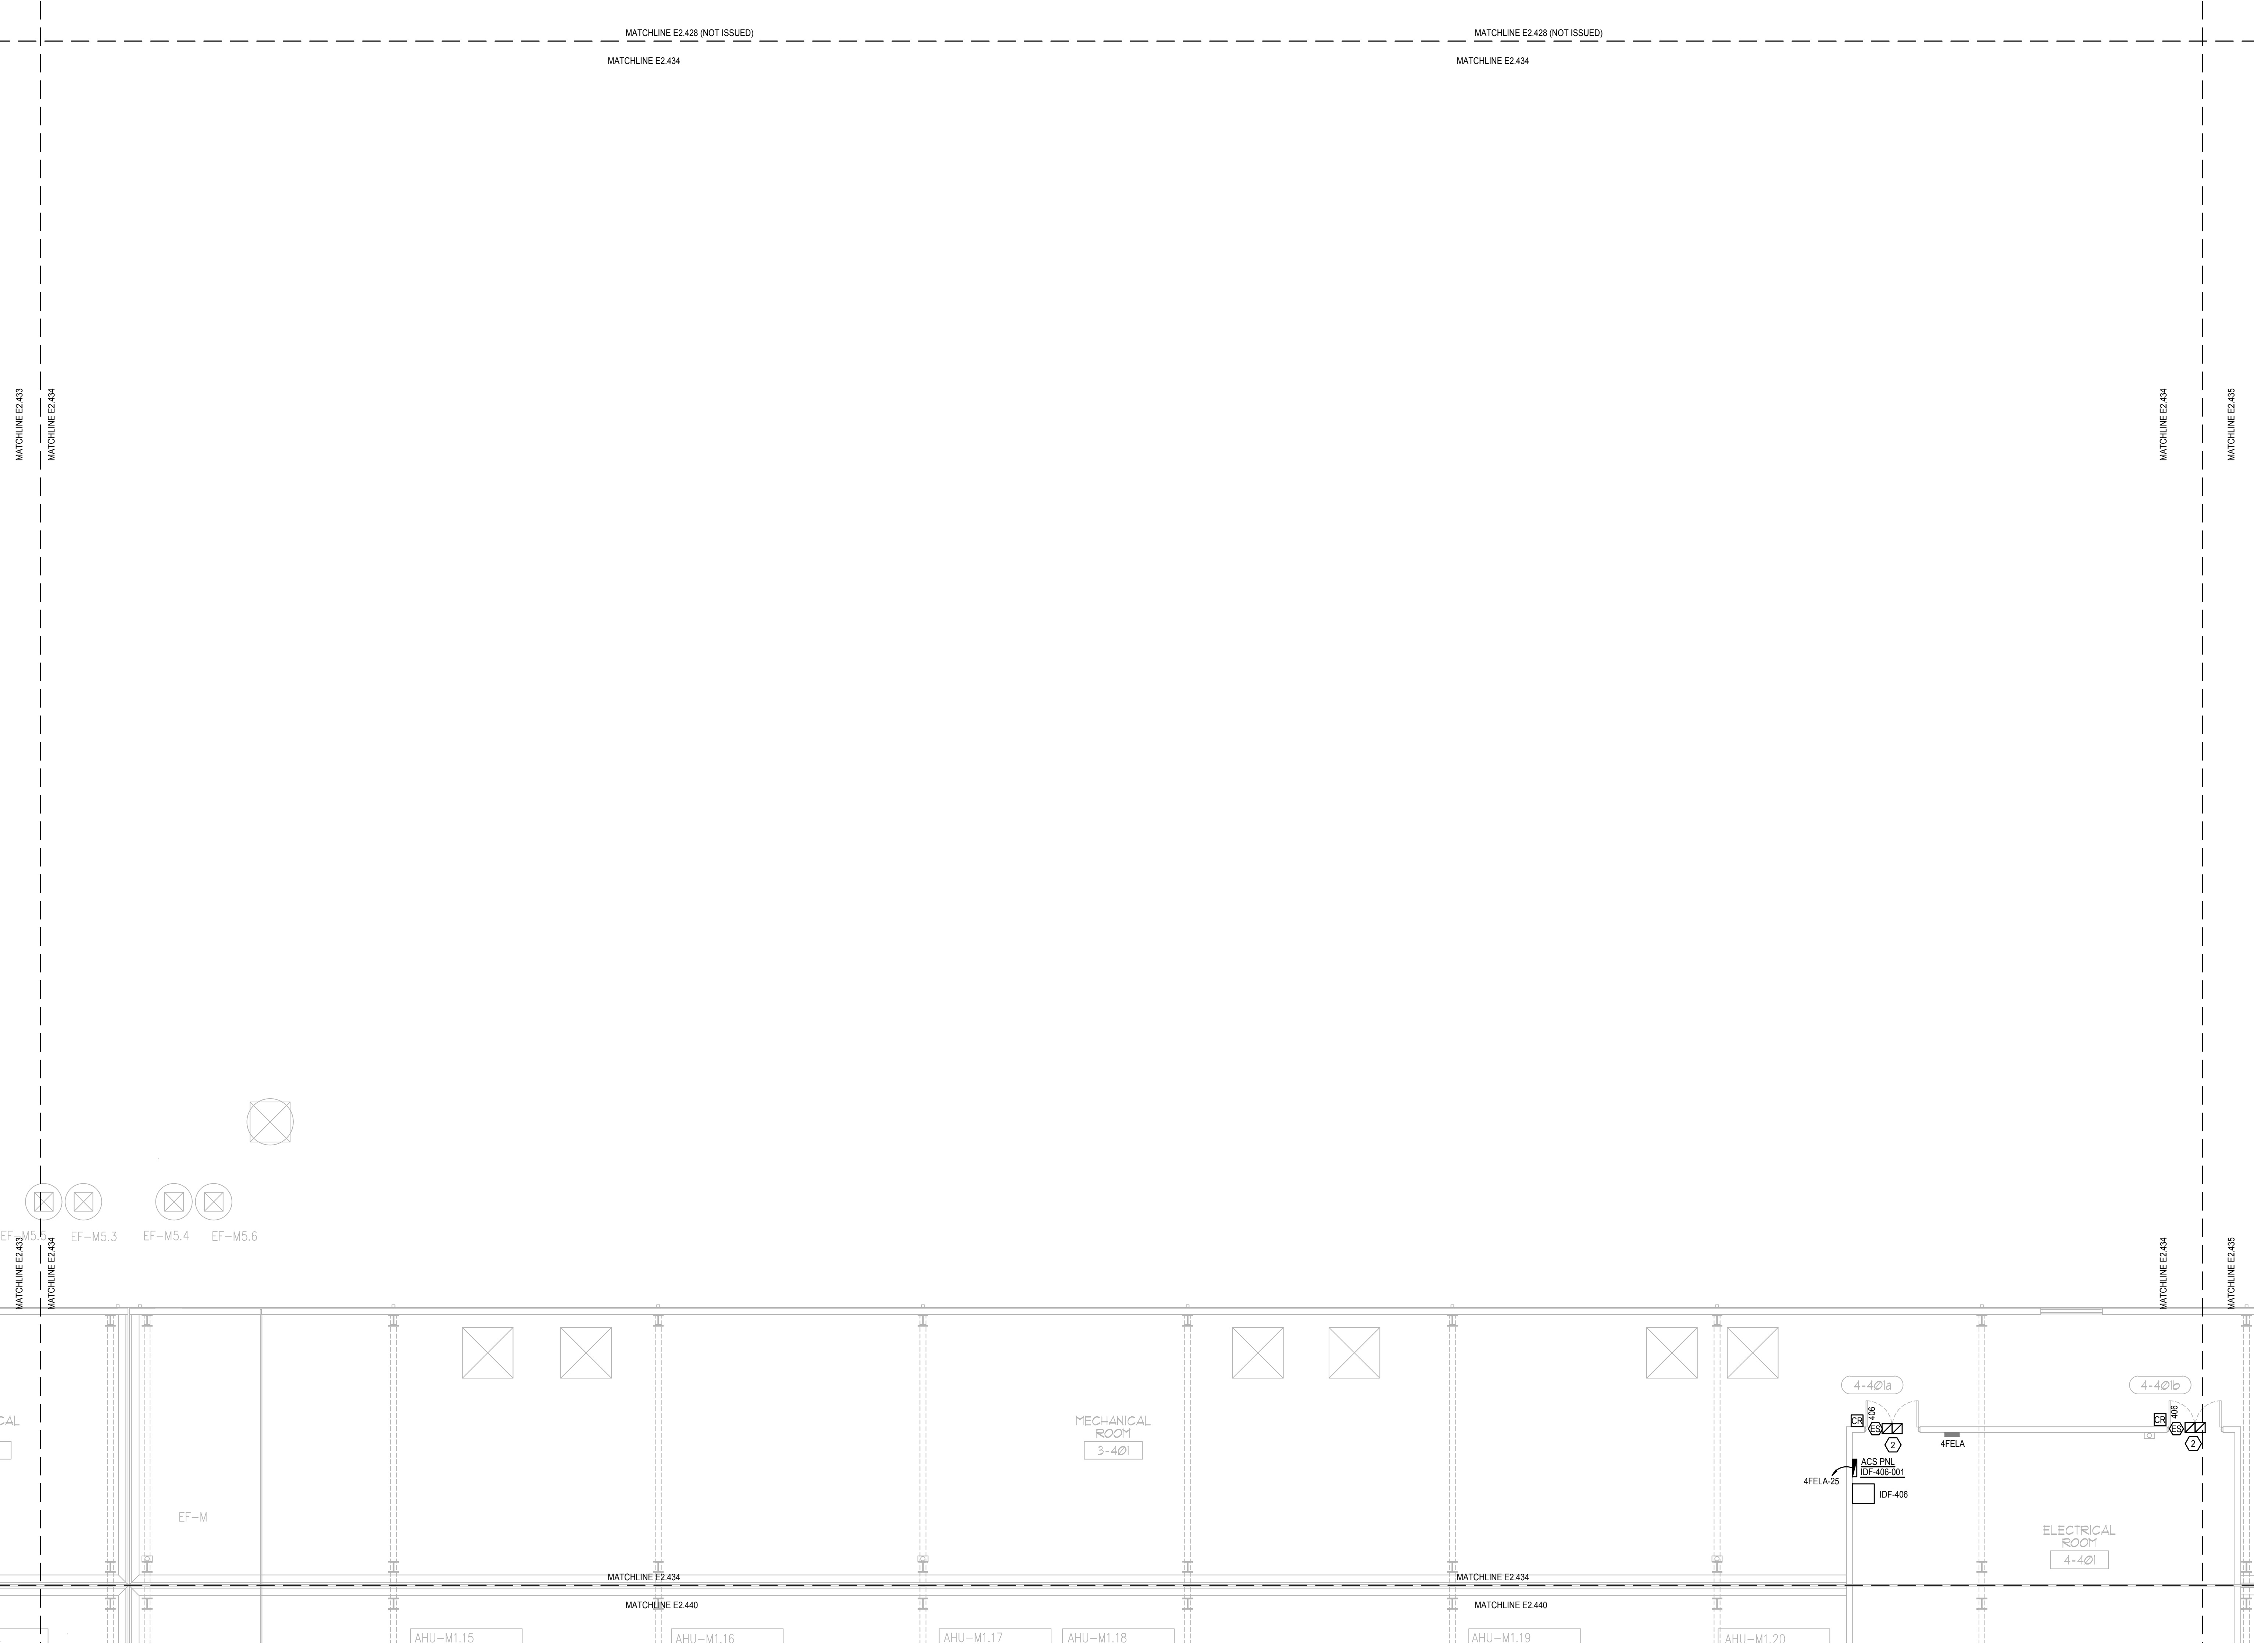 MATCHLINE E2.428 (NOT ISSUED)
MATCHLINE E2.428 (NOT ISSUED)
MATCHLINE E2.434
MATCHLINE E2.434
MATCHLINE E2.433
MATCHLINE E2.434
MATCHLINE E2.434
MATCHLINE E2.435
EF-M5.5
EF-M5.3
EF-M5.4
EF-M5.6
MATCHLINE E2.433
MATCHLINE E2.434
MATCHLINE E2.434
MATCHLINE E2.435
4-401a
4-401b
CAL
MECHANICAL
ROOM
3-401
CR
406
ES
2
4FELA
CR
406
ES
2
ACS PNL
IDF-406-001
4FELA-25
IDF-406
EF-M
ELECTRICAL
ROOM
4-401
MATCHLINE E2.434
MATCHLINE E2.434
MATCHLINE E2.440
MATCHLINE E2.440
AHU-M1.15
AHU-M1.16
AHU-M1.17
AHU-M1.18
AHU-M1.19
AHU-M1.20